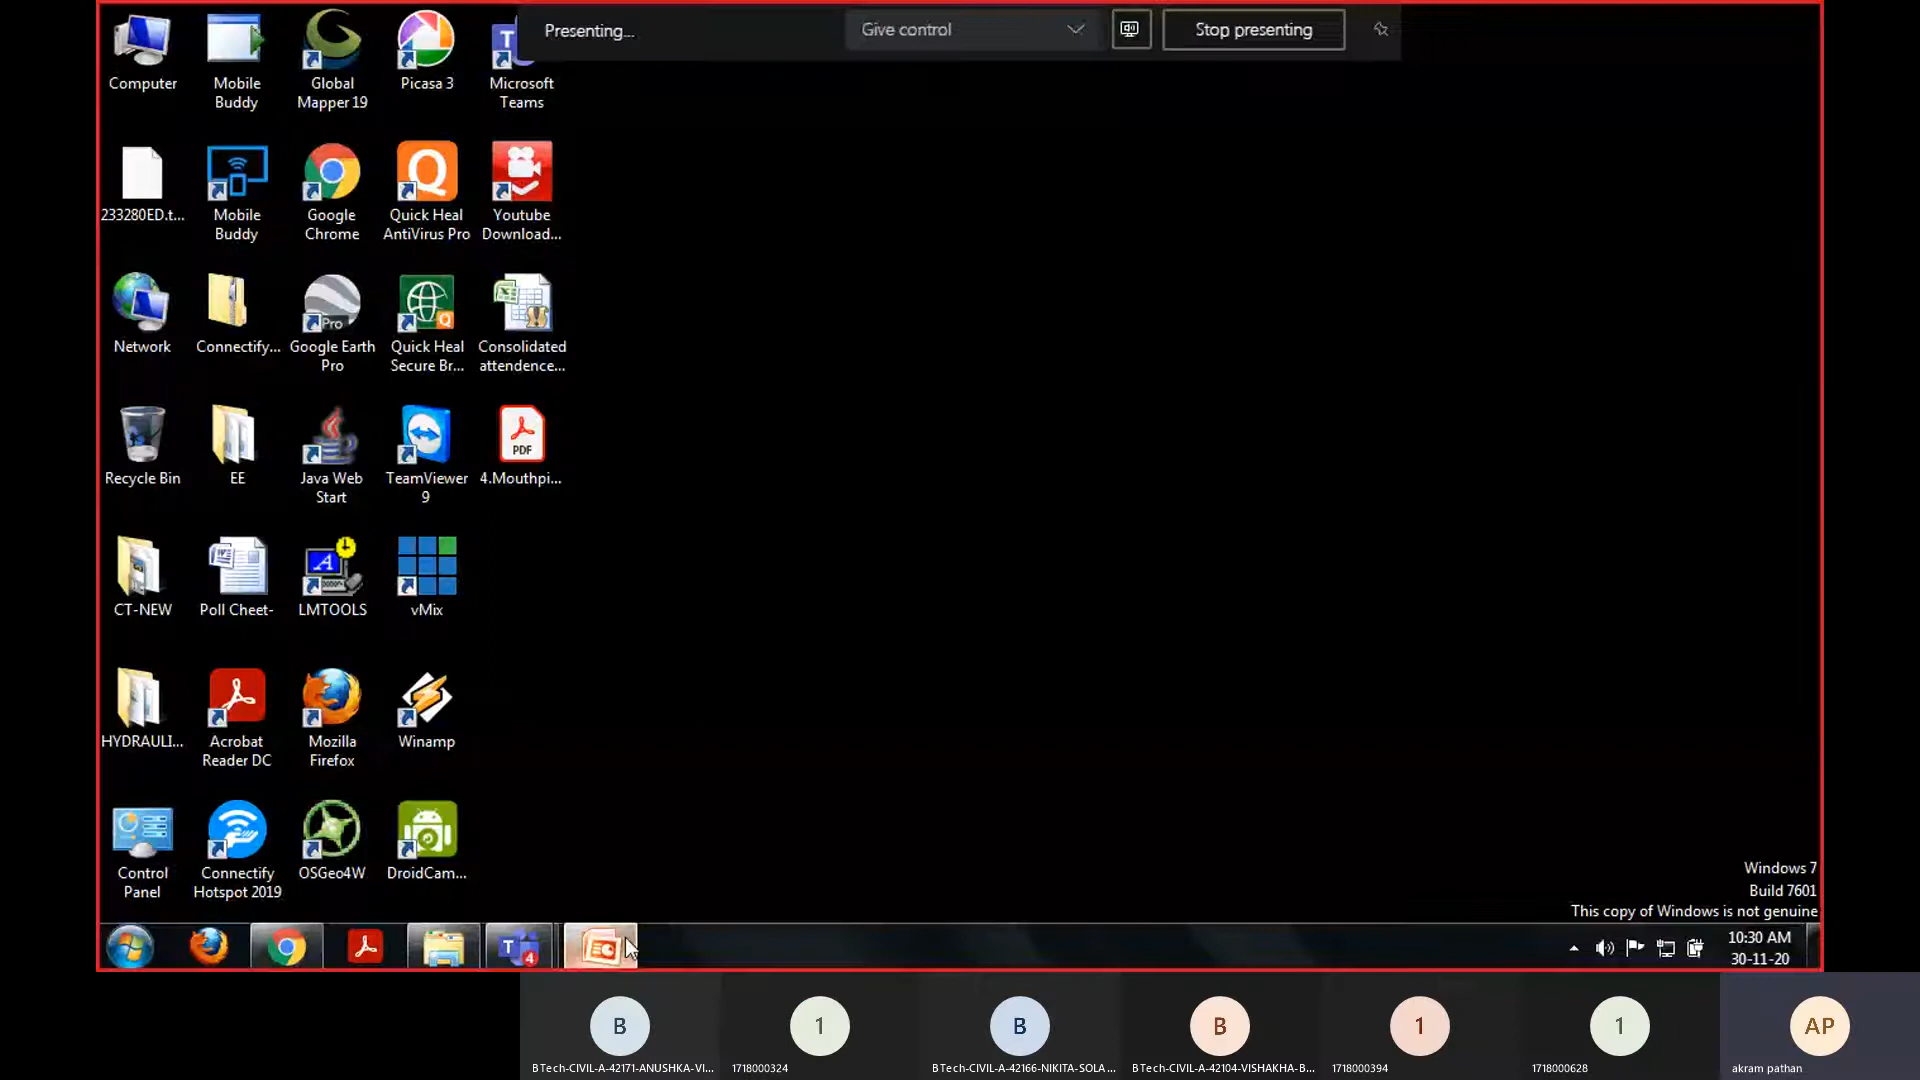 Presenting...
Give control
Stop presenting
Computer
Mobile
Buddy
Global
Mapper 19
Picasa 3
Microsoft
Teams
233280ED.t...
Mobile
Buddy
Google
Chrome
Quick Heal
AntiVirus Pro
Youtube
Download...
Network
Connectify...
Pro
Google Earth
Pro
Quick Heal
Secure Br...
Consolidated
attendence...
Recycle Bin
EE
Java Web
Start
TeamViewer
9
PDF
4.Mouthpi...
CT-NEW
Poll Cheet-
LMTOOLS
vMix
HYDRAULI...
Acrobat
Reader DC
Mozilla
Firefox
Winamp
Control
Panel
Connectify
Hotspot 2019
OSGeo4W
DroidCam...
Windows 7
Build 7601
This copy of Windows is not genuine
4
10:30 AM
30-11-20
B
1
B
B
1
1
AP
BTech-CIVIL-A-42171-ANUSHKA-VI...
1718000324
BTech-CIVIL-A-42166-NIKITA-SOLA...
BTech-CIVIL-A-42104-VISHAKHA-B...
1718000394
1718000628
akram pathan